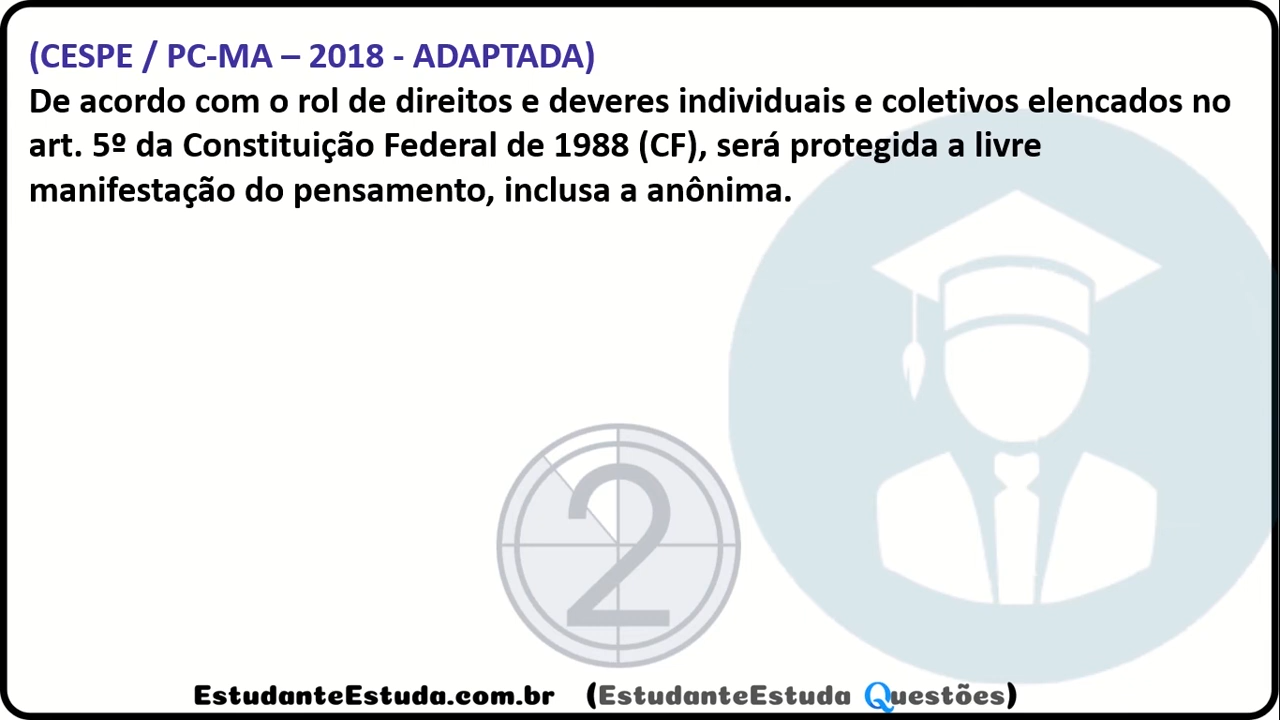 (CESPE / PC-MA – 2018 - ADAPTADA)
De acordo com o rol de direitos e deveres individuais e coletivos elencados no
art. 5º da Constituição Federal de 1988 (CF), será protegida a livre
manifestação do pensamento, inclusa a anônima.
2
EstudanteEstuda.com.br (EstudanteEstuda Questões)